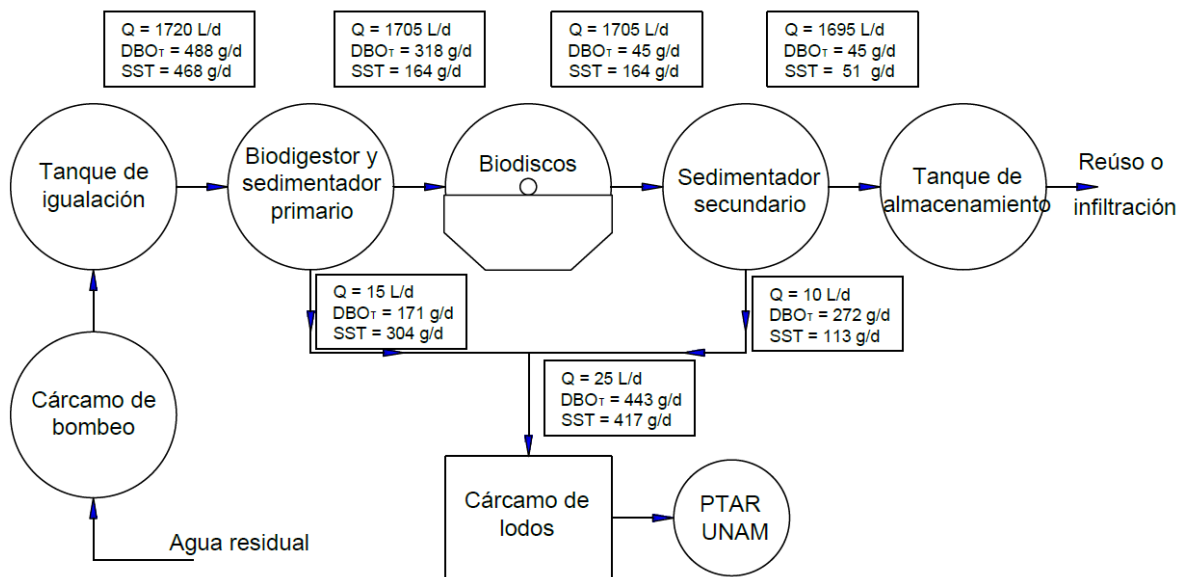 Q = 1720 L/d
DBOT = 488 g/d
SST = 468 g/d
Q = 1705 L/d
DBOT = 318 g/d
SST = 164 g/d
Q = 1705 L/d
DBOT = 45 g/d
SST = 164 g/d
Q = 1695 L/d
DBOT = 45 g/d
SST = 51 g/d
Tanque de
igualación
Biodigestor y
sedimentador
primario
Biodiscos
Sedimentador
secundario
Tanque de
almacenamiento
Reúso o
infiltración
Q = 15 L/d
DBOT = 171 g/d
SST = 304 g/d
Q = 10 L/d
DBOT = 272 g/d
SST = 113 g/d
Q = 25 L/d
DBOT = 443 g/d
SST = 417 g/d
Cárcamo de
bombeo
Cárcamo de
lodos
PTAR
UNAM
Agua residual